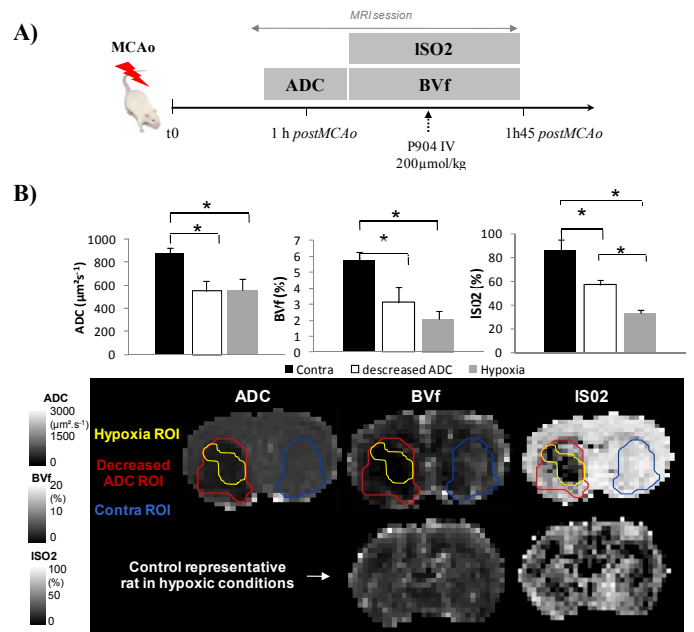 A)
MRI session
MCAo
lSO2
ADC
BVf
t0
1 h postMCAo
1h45 postMCAo
P904 IV
200µmol/kg
B)
*
*
ADC (µm²s⁻¹)
1000
800
600
400
200
0
*
*
BVf (%)
7
6
5
4
3
2
1
0
*
*
*
IS02 (%)
100
80
60
40
20
0
Contra
descreased ADC
Hypoxia
ADC
3000
(µm².s⁻¹)
1500
0
BVf
20
(%)
10
0
ISO2
100
(%)
50
0
ADC
BVf
IS02
Hypoxia ROI
Decreased
ADC ROI
Contra ROI
Control representative
rat in hypoxic conditions